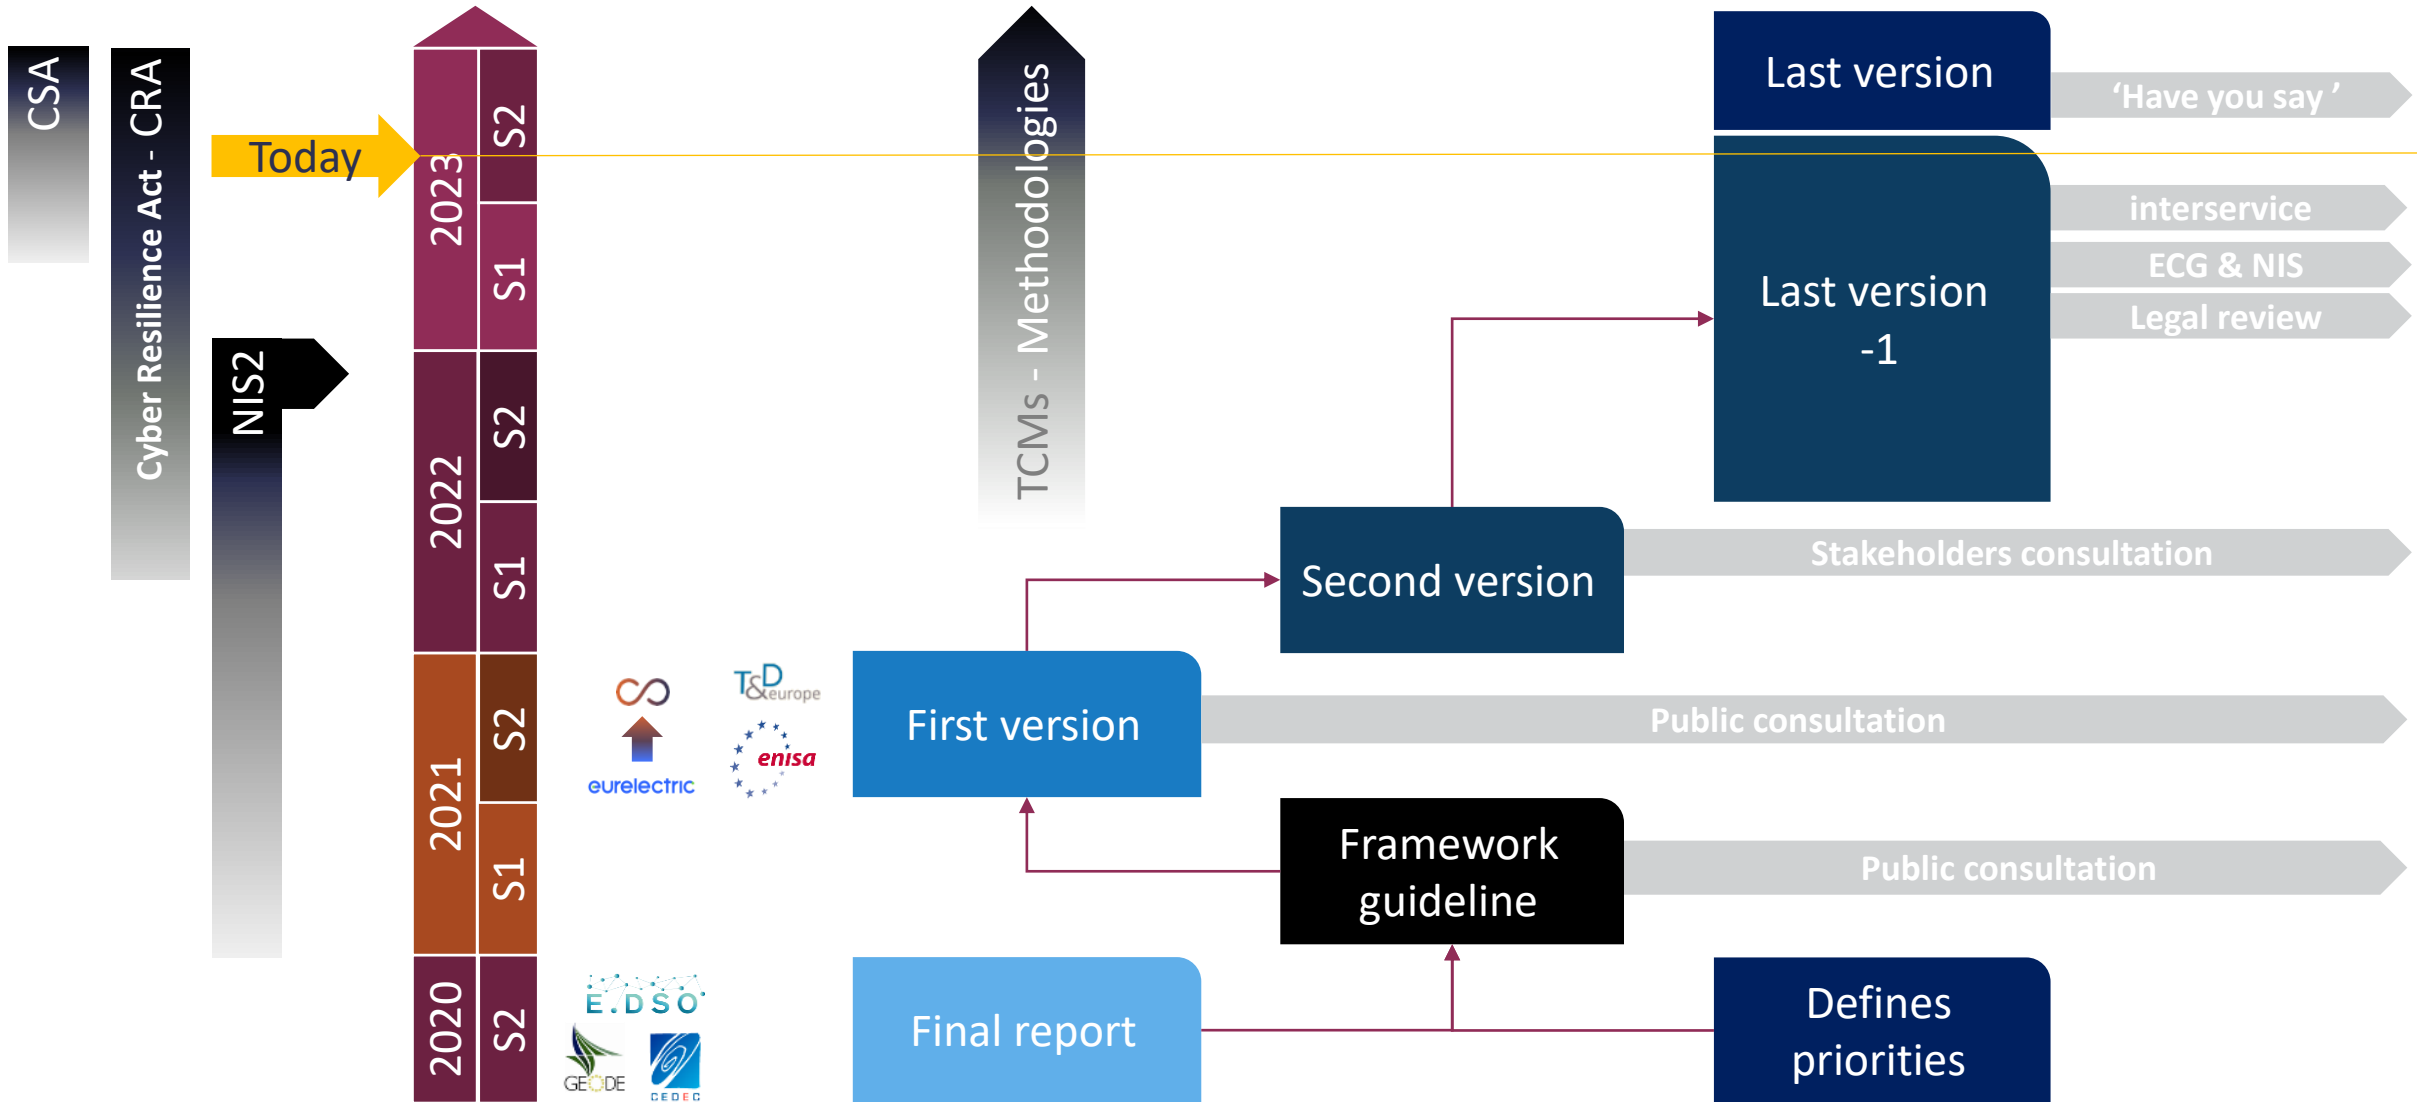 CSA
Cyber Resilience Act - CRA
NIS2
Today
2023
S2
S1
2022
S2
S1
2021
S2
S1
2020
S2
TCMs - Methodologies
Last version
‘Have you say ’
Last version
-1
interservice
ECG & NIS
Legal review
Second version
Stakeholders consultation
T&D
europe
eurelectric
enisa
First version
Public consultation
Framework
guideline
Public consultation
E.DSO
GEODE
CEDEC
Final report
Defines
priorities